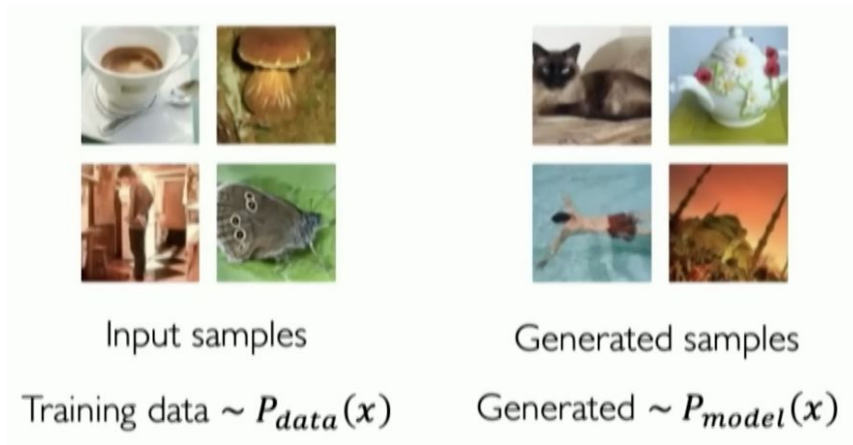 Input samples
Generated samples
Training data ~ P_data(x)
Generated ~ P_model(x)